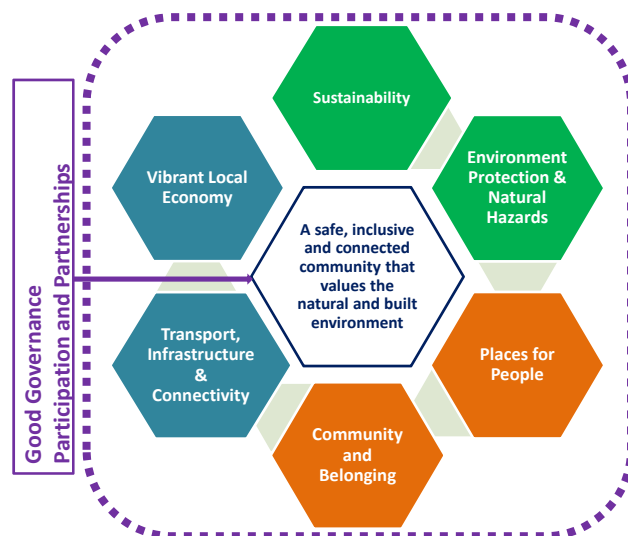 Good Governance
Participation and Partnerships
Sustainability
Vibrant Local
Economy
Environment
Protection &
Natural
Hazards
A safe, inclusive
and connected
community that
values the
natural and built
environment
Transport,
Infrastructure
&
Connectivity
Places for
People
Community
and
Belonging